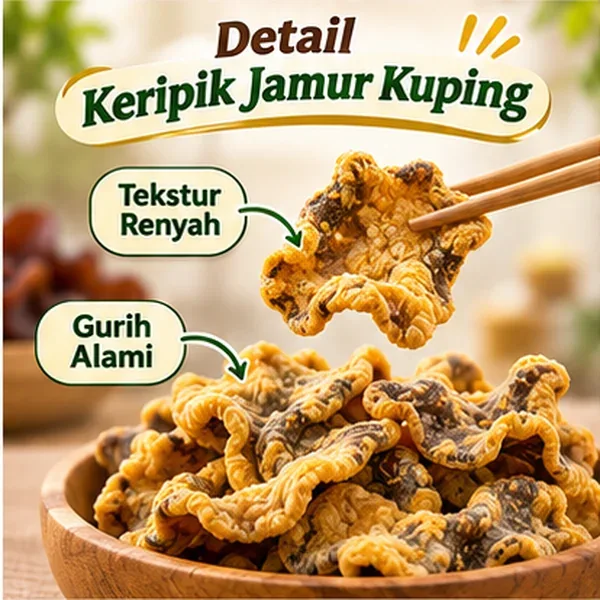 Detail
Keripik Jamur Kuping
Tekstur
Renyah
Gurih
Alami